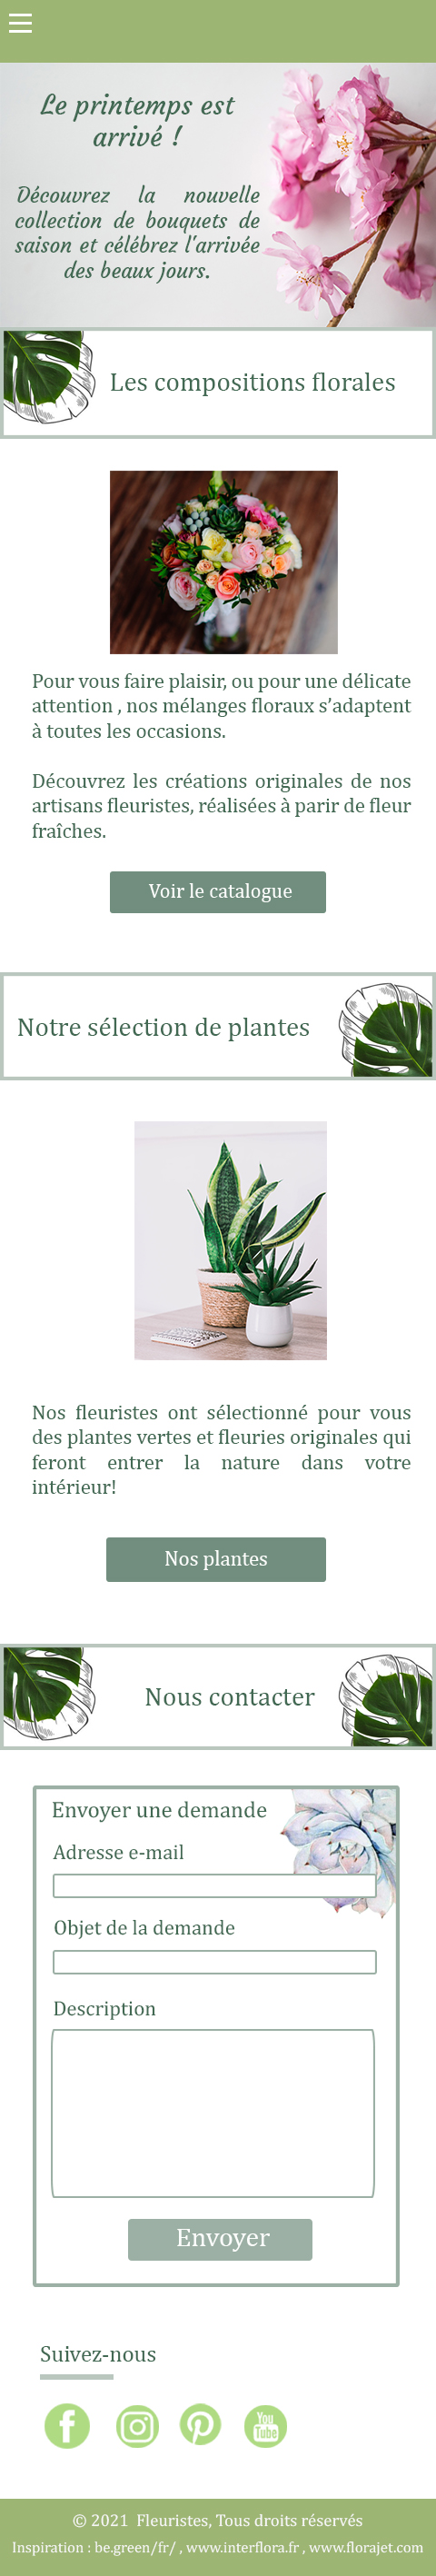 Le printemps est
arrivé !
Découvrez la nouvelle
collection de bouquets de
saison et célébrez l'arrivée
des beaux jours.
Les compositions florales
Pour vous faire plaisir, ou pour une délicate
attention , nos mélanges floraux s’adaptent
à toutes les occasions.
Découvrez les créations originales de nos
artisans fleuristes, réalisées à parir de fleur
fraîches.
Voir le catalogue
Notre sélection de plantes
Nos fleuristes ont sélectionné pour vous
des plantes vertes et fleuries originales qui
feront entrer la nature dans votre
intérieur!
Nos plantes
Nous contacter
Envoyer une demande
Adresse e-mail
Objet de la demande
Description
Envoyer
Suivez-nous
You Tube
© 2021 Fleuristes, Tous droits réservés
Inspiration : be.green/fr/ , www.interflora.fr , www.florajet.com